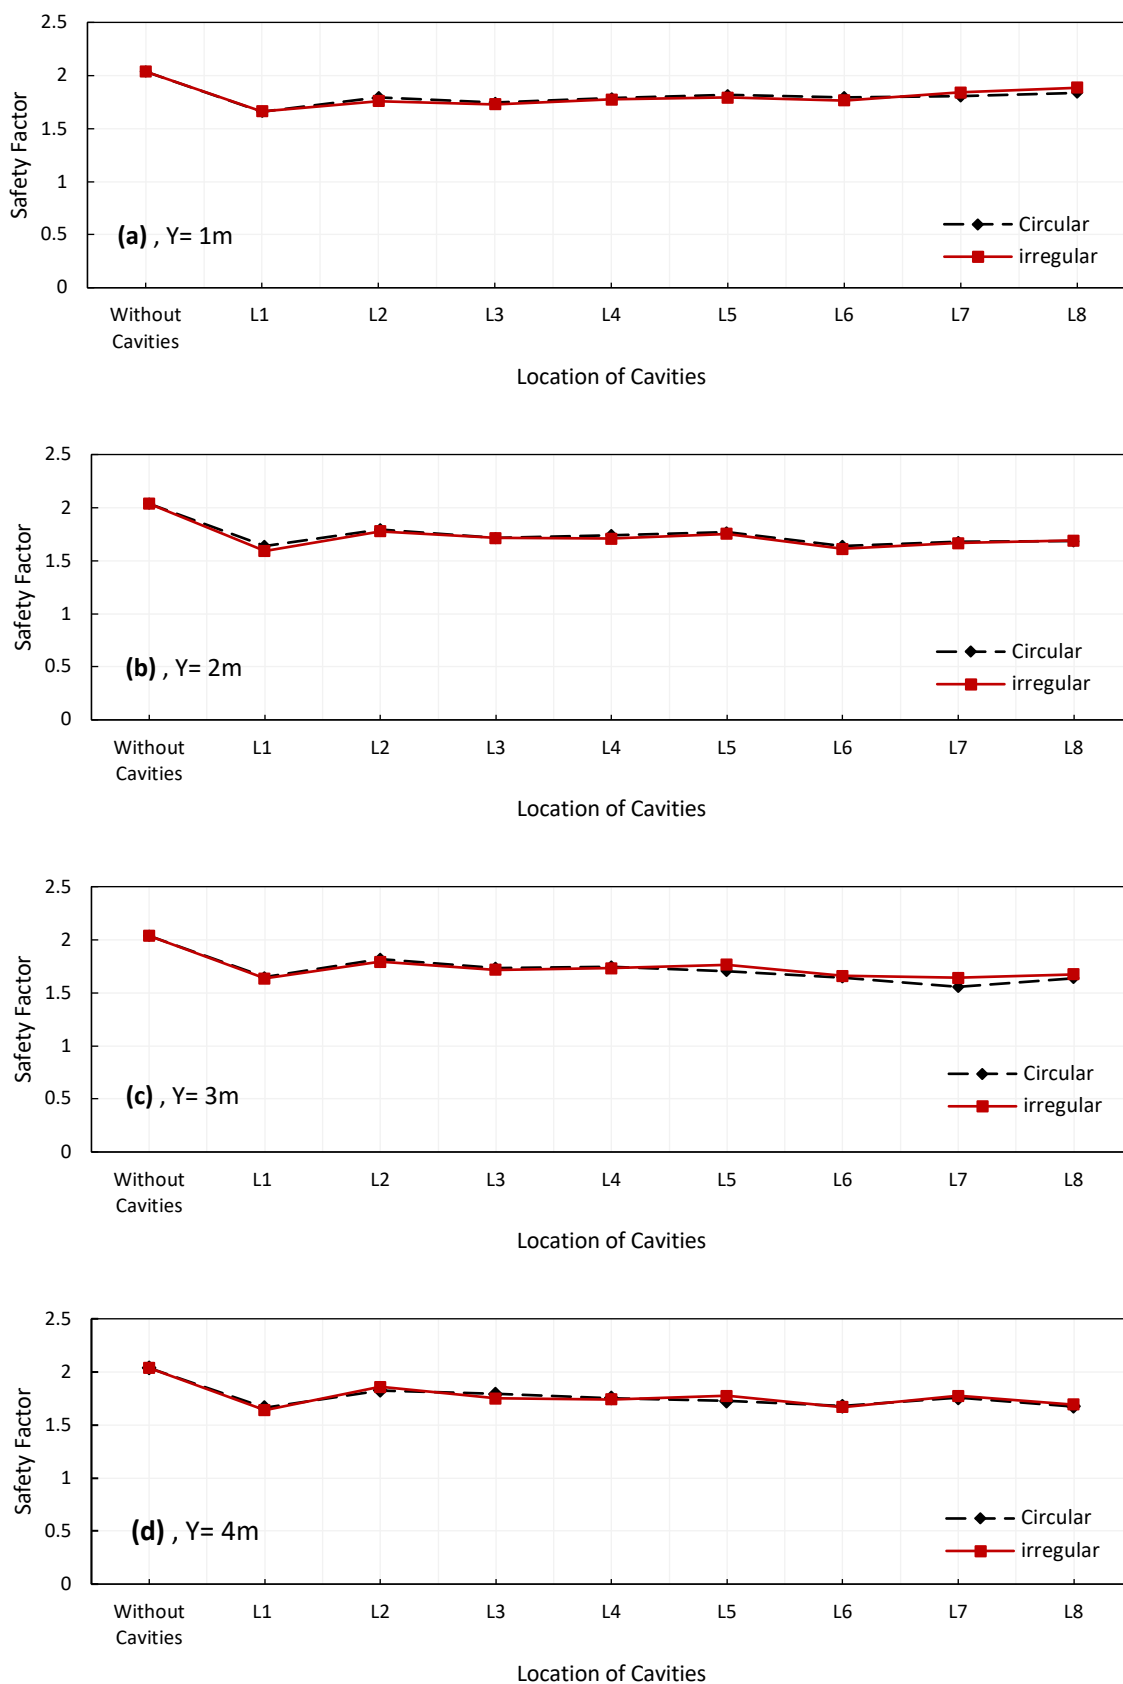 2.5
2
1.5
1
0.5
0
Safety Factor
(a) , Y= 1m
Circular
irregular
Without Cavities L1 L2 L3 L4 L5 L6 L7 L8
Location of Cavities
2.5
2
1.5
1
0.5
0
Safety Factor
(b) , Y= 2m
Circular
irregular
Without Cavities L1 L2 L3 L4 L5 L6 L7 L8
Location of Cavities
2.5
2
1.5
1
0.5
0
Safety Factor
(c) , Y= 3m
Circular
irregular
Without Cavities L1 L2 L3 L4 L5 L6 L7 L8
Location of Cavities
2.5
2
1.5
1
0.5
0
Safety Factor
(d) , Y= 4m
Circular
irregular
Without Cavities L1 L2 L3 L4 L5 L6 L7 L8
Location of Cavities